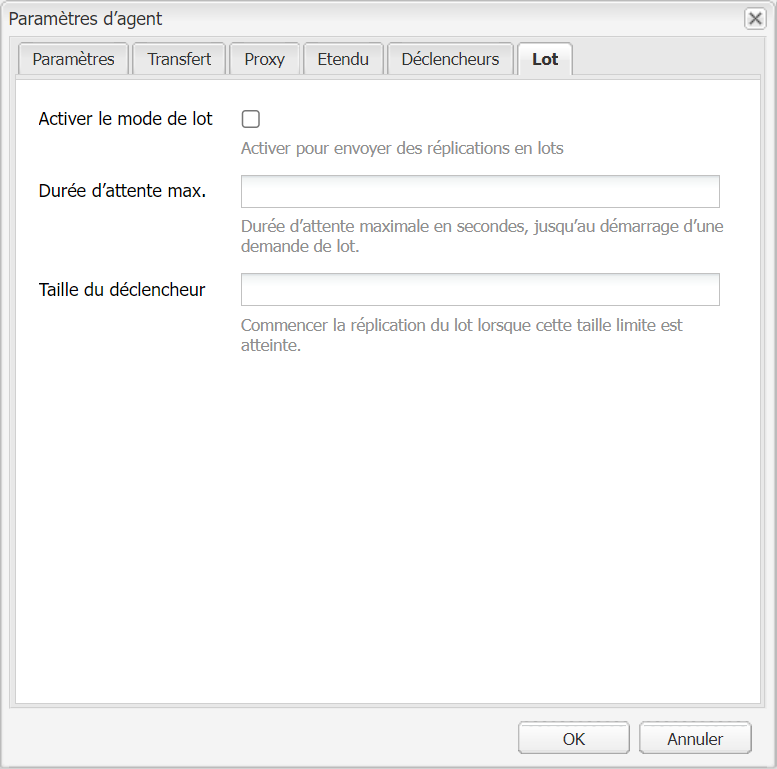 Paramètres d’agent
Paramètres Transfert Proxy Etendu Déclencheurs Lot
Activer le mode de lot
Activer pour envoyer des réplications en lots
Durée d’attente max.
Durée d’attente maximale en secondes, jusqu’au démarrage d’une
demande de lot.
Taille du déclencheur
Commencer la réplication du lot lorsque cette taille limite est
atteinte.
OK Annuler